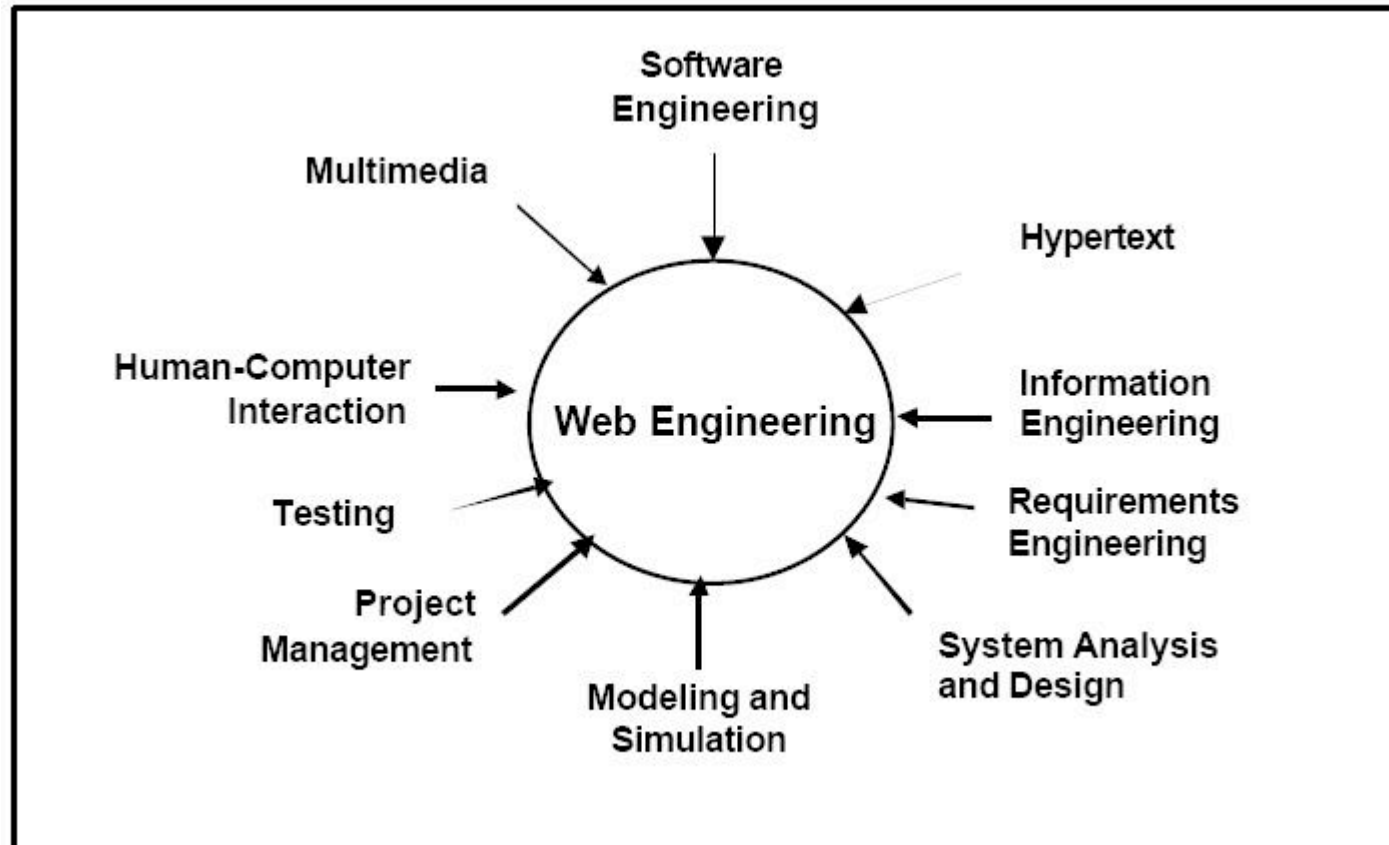 Software
Engineering
Multimedia
Hypertext
Human-Computer
Interaction
Web Engineering
Information
Engineering
Testing
Requirements
Engineering
Project
Management
System Analysis
and Design
Modeling and
Simulation